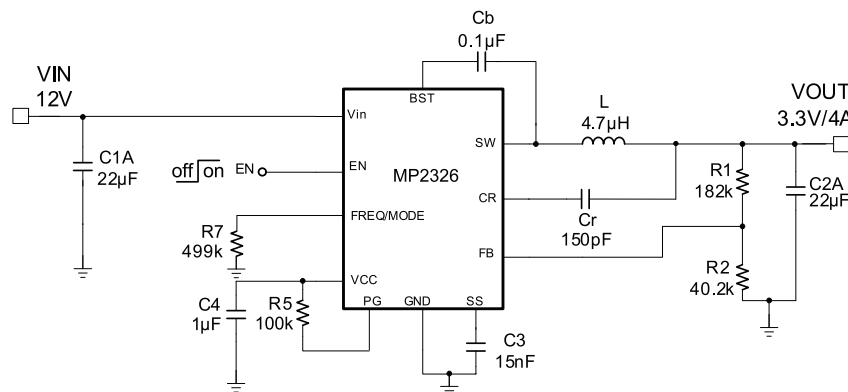 Cb
0.1µF
VIN
12V
BST
L
4.7µH
VOUT
3.3V/4A
Vin
SW
C1A
22µF
off on EN
EN
MP2326
R1
182k
C2A
22µF
CR
Cr
150pF
FREQ/MODE
R7
499k
FB
R2
40.2k
VCC
C4
1µF
R5
100k
PG
GND
SS
C3
15nF